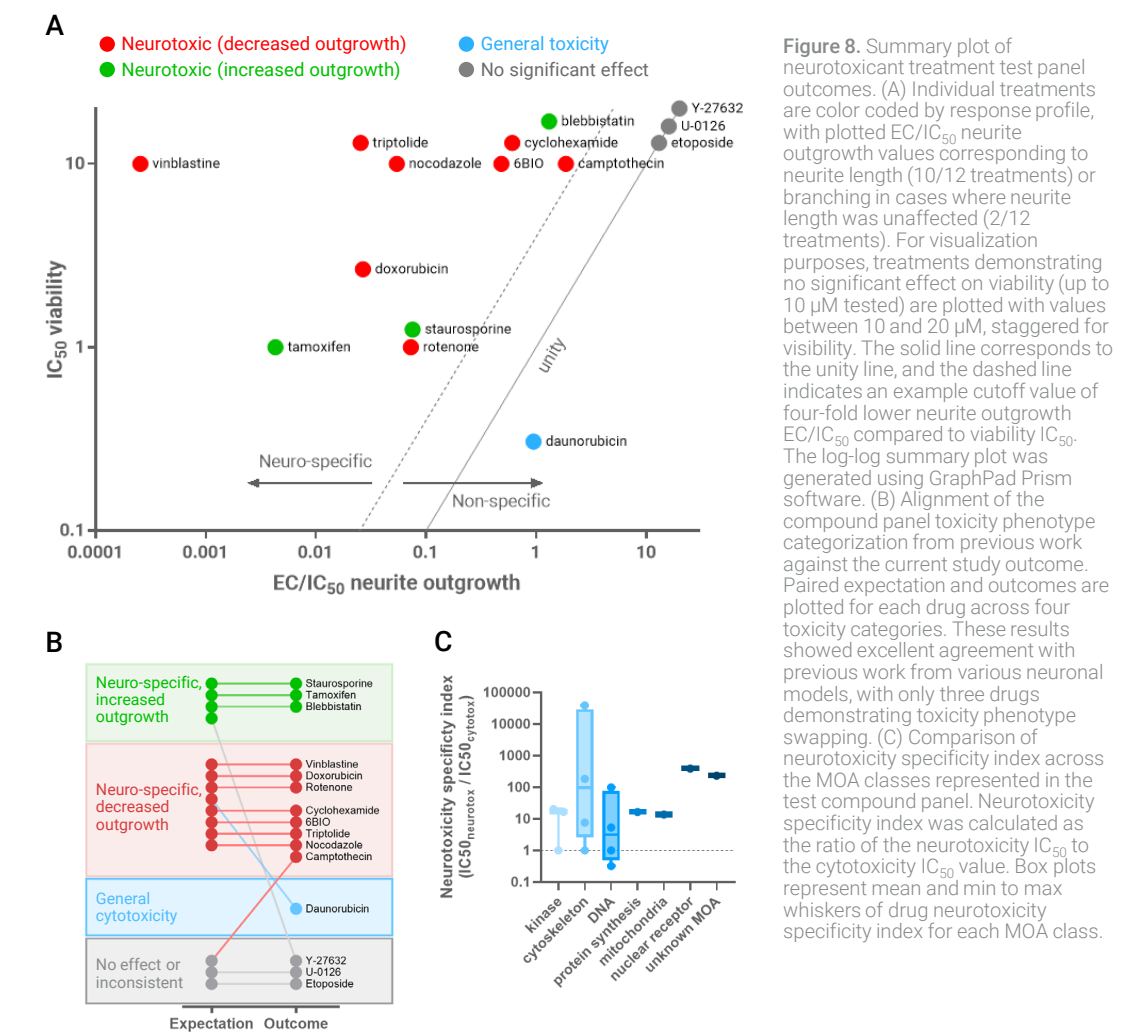 A
Neurotoxic (decreased outgrowth)
General toxicity
Neurotoxic (increased outgrowth)
No significant effect
IC50 viability
10
1
0.1
Y-27632
blebbistatin
U-0126
triptolide
cyclohexamide
etoposide
vinblastine
nocodazole
6BIO
camptothecin
doxorubicin
staurosporine
tamoxifen
rotenone
unity
daunorubicin
Neuro-specific
Non-specific
0.0001
0.001
0.01
0.1
1
10
EC/IC50 neurite outgrowth
Figure 8. Summary plot of
neurotoxicant treatment test panel
outcomes. (A) Individual treatments
are color coded by response profile,
with plotted EC/IC50 neurite
outgrowth values corresponding to
neurite length (10/12 treatments) or
branching in cases where neurite
length was unaffected (2/12
treatments). For visualization
purposes, treatments demonstrating
no significant effect on viability (up to
10 μM tested) are plotted with values
between 10 and 20 μM, staggered for
visibility. The solid line corresponds to
the unity line, and the dashed line
indicates an example cutoff value of
four-fold lower neurite outgrowth
EC/IC50 compared to viability IC50.
The log-log summary plot was
generated using GraphPad Prism
software. (B) Alignment of the
compound panel toxicity phenotype
categorization from previous work
against the current study outcome.
Paired expectation and outcomes are
plotted for each drug across four
toxicity categories. These results
showed excellent agreement with
previous work from various neuronal
models, with only three drugs
demonstrating toxicity phenotype
swapping. (C) Comparison of
neurotoxicity specificity index across
the MOA classes represented in the
test compound panel. Neurotoxicity
specificity index was calculated as
the ratio of the neurotoxicity IC50 to
the cytotoxicity IC50 value. Box plots
represent mean and min to max
whiskers of drug neurotoxicity
specificity index for each MOA class.
B
Neuro-specific,
increased
outgrowth
Staurosporine
Tamoxifen
Blebbistatin
Neuro-specific,
decreased
outgrowth
Vinblastine
Doxorubicin
Rotenone
Cyclohexamide
6BIO
Triptolide
Nocodazole
Camptothecin
General
cytotoxicity
Daunorubicin
No effect or
inconsistent
Y-27632
U-0126
Etoposide
Expectation
Outcome
C
Neurotoxicity specificty index
(IC50neurotox / IC50cytotox)
100000
10000
1000
100
10
1
0.1
kinase
cytoskeleton
DNA
protein synthesis
mitochondria
nuclear receptor
unknown MOA